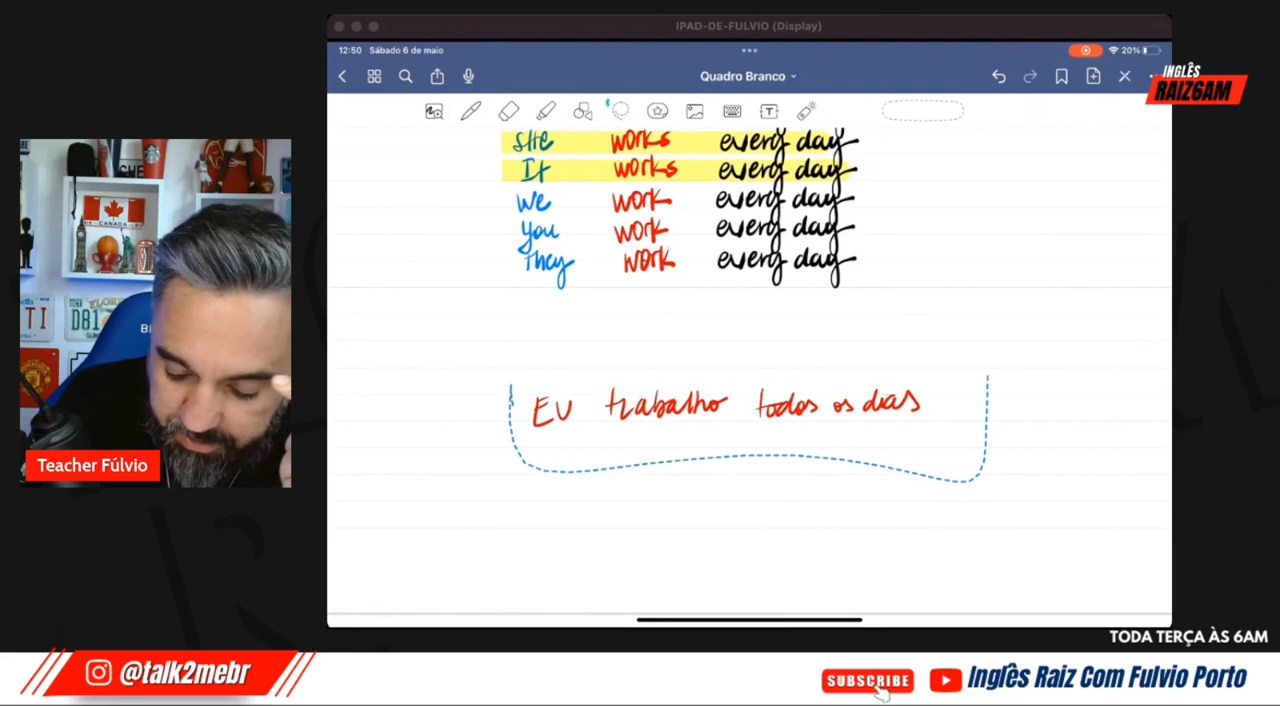 IPAD-DE-FULVIO (Display)
12:50 Sábado 6 de maio
20%
Quadro Branco
INGLÊS
RAIZ6AM
She works every day
It works every day
We work every day
You work every day
They work every day
CANADA
Eu trabalho todos os dias
Teacher Fúlvio
TODA TERÇA ÀS 6AM
@talk2mebr
SUBSCRIBE
Inglês Raiz Com Fulvio Porto